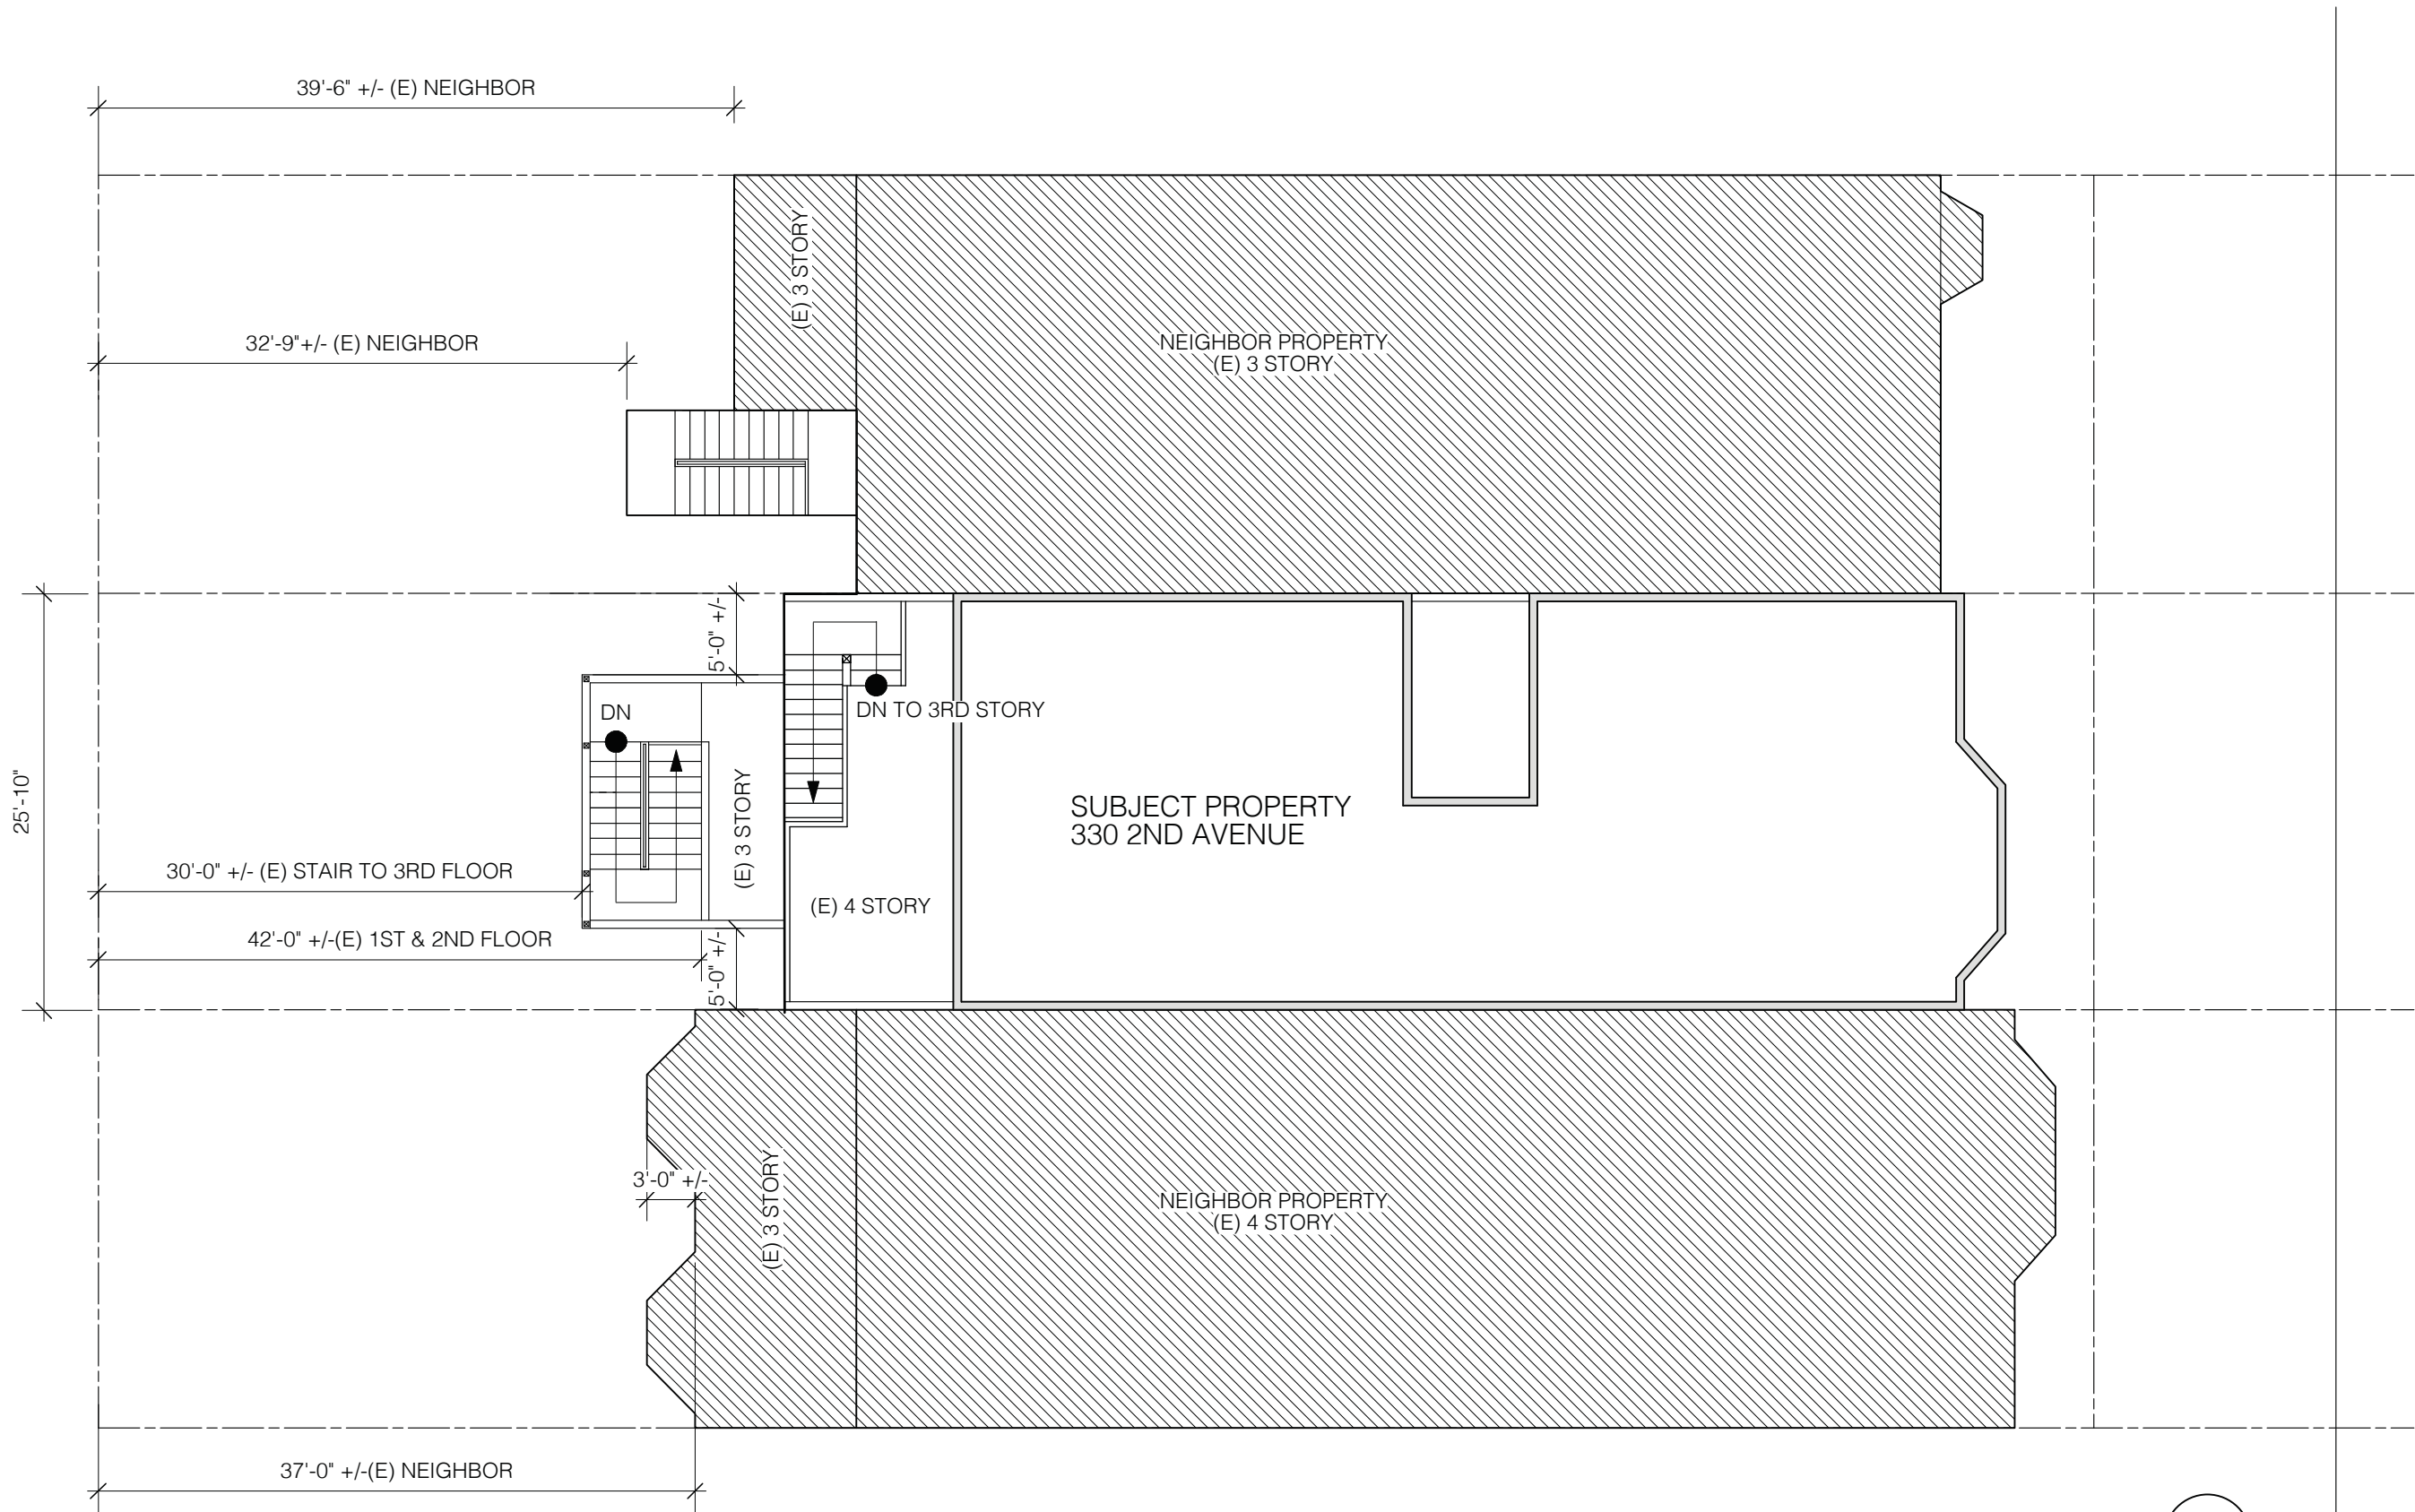 39'-6" +/- (E) NEIGHBOR
(E) 3 STORY
32'-9"+/- (E) NEIGHBOR
NEIGHBOR PROPERTY
(E) 3 STORY
5'-0" +/-
DN
DN TO 3RD STORY
25'-10"
(E) 3 STORY
SUBJECT PROPERTY
330 2ND AVENUE
30'-0" +/- (E) STAIR TO 3RD FLOOR
(E) 4 STORY
42'-0" +/-(E) 1ST & 2ND FLOOR
5'-0" +/-
3'-0" +/-
(E) 3 STORY
NEIGHBOR PROPERTY
(E) 4 STORY
37'-0" +/-(E) NEIGHBOR